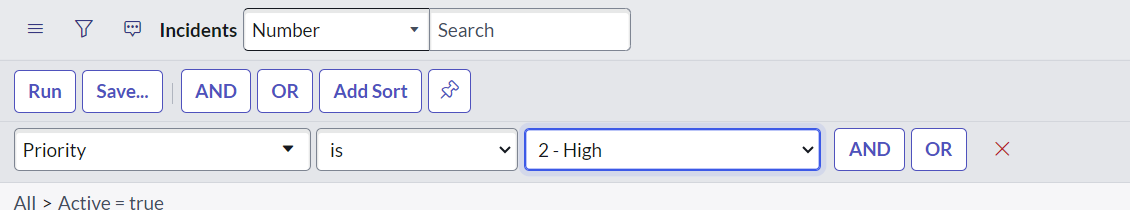 Incidents Number Search
Run Save... AND OR Add Sort
Priority is 2 - High AND OR
All > Active = true